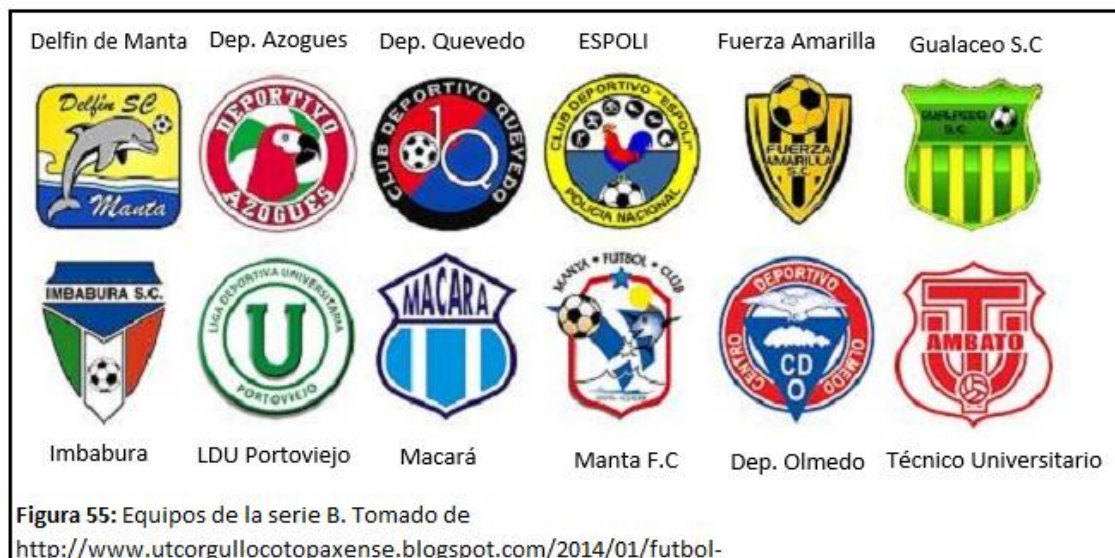 Delfin de Manta Dep. Azogues Dep. Quevedo ESPOLI Fuerza Amarilla Gualaceo S.C
Delfin SC
Manta
DEPORTIVO
AZOGUES
CLUB DEPORTIVO QUEVEDO
dQ
CLUB DEPORTIVO "ESPOLI"
POLICIA NACIONAL
FUERZA
AMARILLA
S.C.
GUALACEO
S.C.
IMBABURA S.C.
LIGA DEPORTIVA UNIVERSITARIA
U
PORTOVIEJO
MACARA
MANTA * FUTBOL * CLUB
CENTRO DEPORTIVO OLMEDO
CD
O
TU
AMBATO
Imbabura LDU Portoviejo Macará Manta F.C Dep. Olmedo Técnico Universitario
Figura 55: Equipos de la serie B. Tomado de
http://www.utcorgullocotopaxense.blogspot.com/2014/01/futbol-